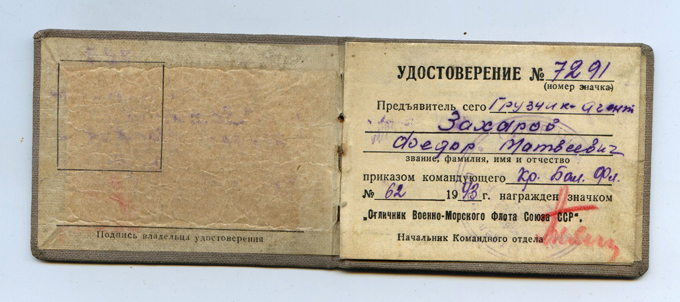 Подпись владельца удостоверения
УДОСТОВЕРЕНИЕ № 7291
(номер значка)
Предъявитель сего Грузчик-агент
Захаров
Федор Матвеевич
звание, фамилия, имя и отчество
приказом командующего Кр. Бал. Фл.
№ 62 1943 г. награжден значком
„Отличник Военно-Морского Флота Союза ССР".
Начальник Командного отдела